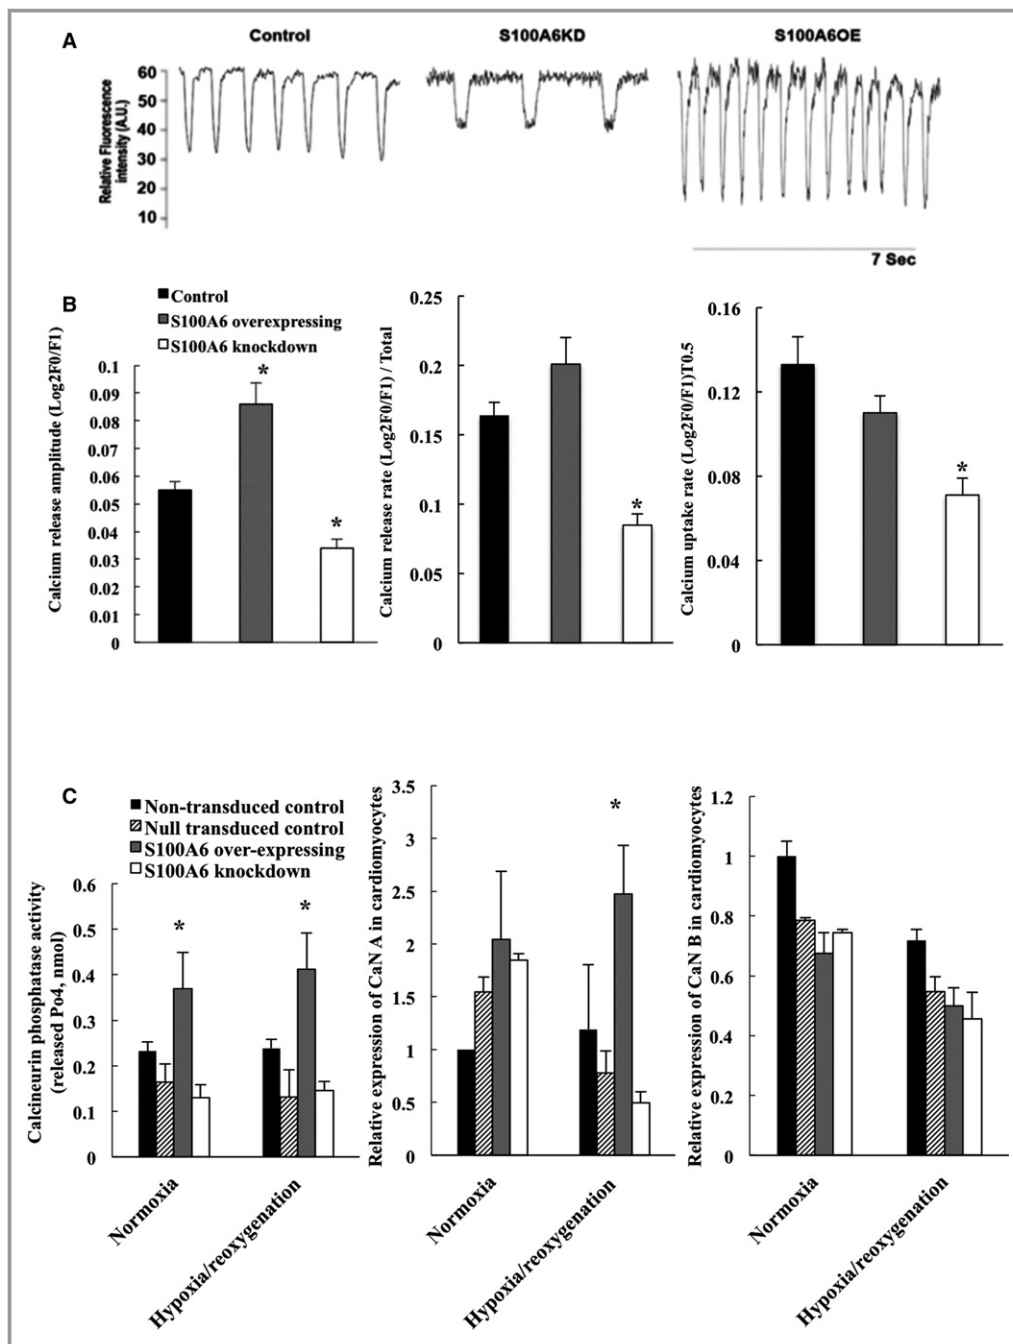 A
Control
S100A6KD
S100A6OE
Relative Fluorescence
intensity (A.U.)
60
50
40
30
20
10
7 Sec
B
Control
S100A6 overexpressing
S100A6 knockdown
Calcium release amplitude (Log2F0/F1)
0.1
0.09
0.08
0.07
0.06
0.05
0.04
0.03
0.02
0.01
0
*
*
Calcium release rate (Log2F0/F1) / Total
0.25
0.2
0.15
0.1
0.05
0
*
Calcium uptake rate (Log2F0/F1)T0.5
0.16
0.12
0.08
0.04
0
*
C
Non-transduced control
Null transduced control
S100A6 over-expressing
S100A6 knockdown
Calcineurin phosphatase activity
(released Po4, nmol)
0.6
0.5
0.4
0.3
0.2
0.1
0
*
*
Normoxia
Hypoxia/reoxygenation
Relative expression of CaN A in cardiomyocytes
3.5
3
2.5
2
1.5
1
0.5
0
*
Normoxia
Hypoxia/reoxygenation
Relative expression of CaN B in cardiomyocytes
1.2
1
0.8
0.6
0.4
0.2
0
Normoxia
Hypoxia/reoxygenation